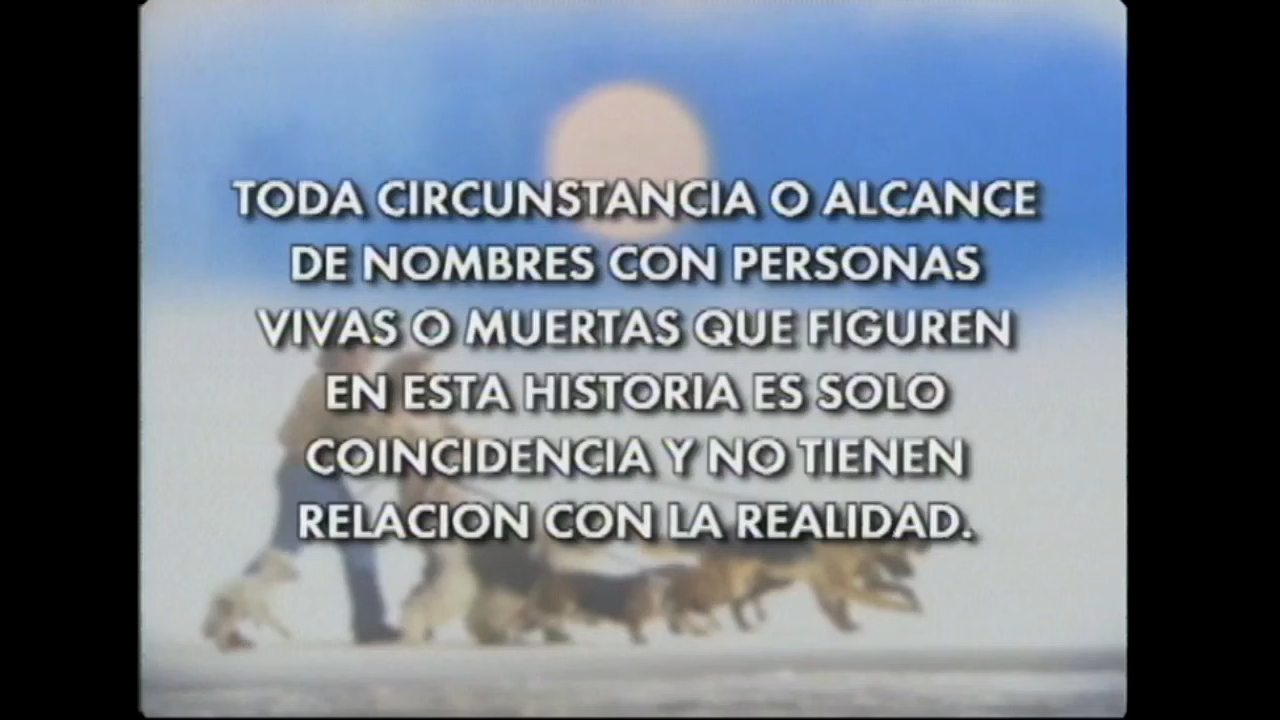 TODA CIRCUNSTANCIA O ALCANCE
DE NOMBRES CON PERSONAS
VIVAS O MUERTAS QUE FIGUREN
EN ESTA HISTORIA ES SOLO
COINCIDENCIA Y NO TIENEN
RELACION CON LA REALIDAD.